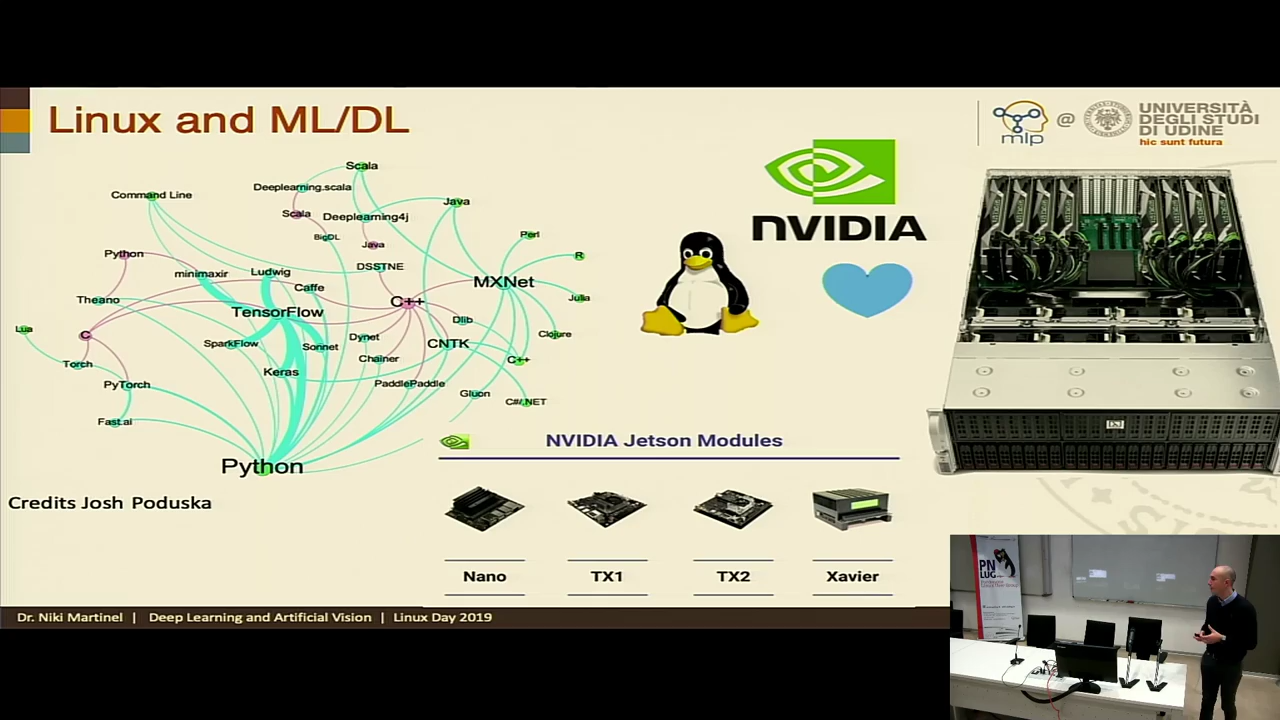 Linux and ML/DL
mlp
@
UNIVERSITÀ
DEGLI STUDI
DI UDINE
hic sunt futura
Scala
Command Line
Deeplearning.scala
Java
Scala
Deeplearning4j
BigDL
Java
Perl
Python
R
DSSTNE
minimaxir
Ludwig
MXNet
Caffe
Theano
C++
Julia
TensorFlow
Dlib
Lua
C
Clojure
SparkFlow
Sonnet
Dynet
CNTK
Torch
Chainer
C++
Keras
PyTorch
PaddlePaddle
Gluon
C#/.NET
Fast.ai
Python
Credits Josh Poduska
NVIDIA
NVIDIA Jetson Modules
Nano
TX1
TX2
Xavier
PN
LUG
Dr. Niki Martinel | Deep Learning and Artificial Vision | Linux Day 2019